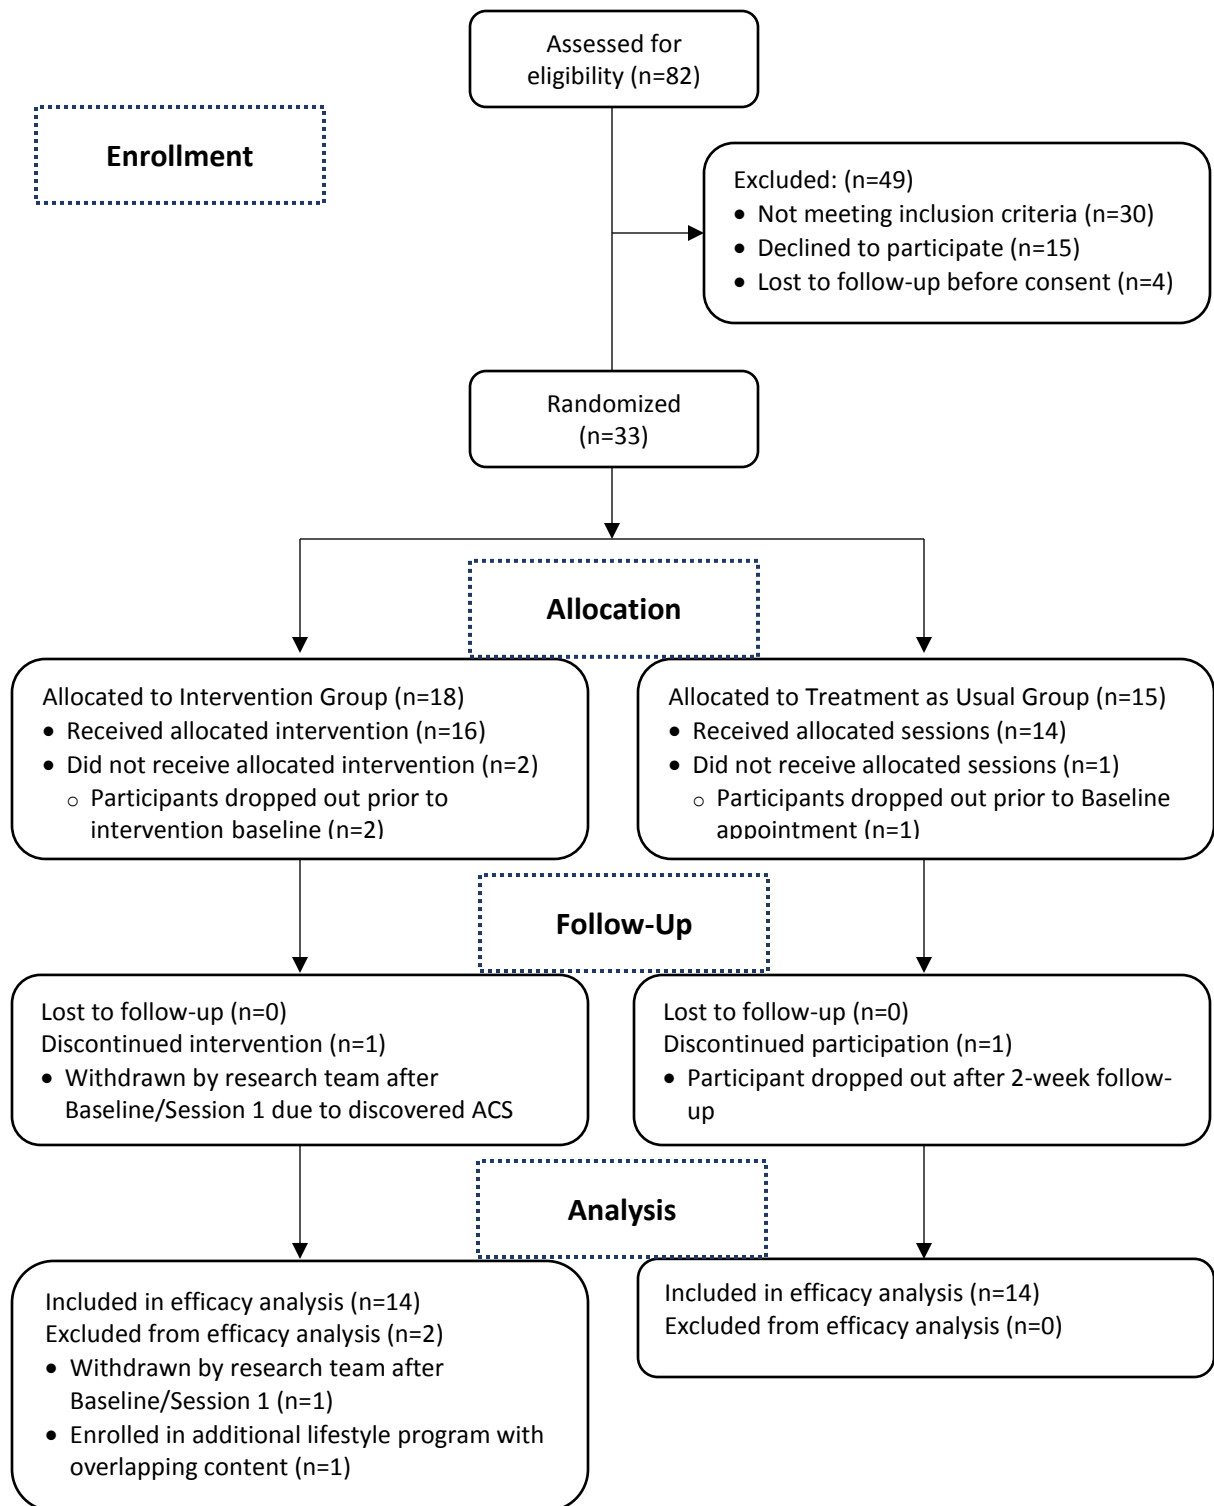 Assessed for
eligibility (n=82)
Enrollment
Excluded: (n=49)
• Not meeting inclusion criteria (n=30)
• Declined to participate (n=15)
• Lost to follow-up before consent (n=4)
Randomized
(n=33)
Allocation
Allocated to Intervention Group (n=18)
• Received allocated intervention (n=16)
• Did not receive allocated intervention (n=2)
o Participants dropped out prior to
intervention baseline (n=2)
Allocated to Treatment as Usual Group (n=15)
• Received allocated sessions (n=14)
• Did not receive allocated sessions (n=1)
o Participants dropped out prior to Baseline
appointment (n=1)
Follow-Up
Lost to follow-up (n=0)
Discontinued intervention (n=1)
• Withdrawn by research team after
Baseline/Session 1 due to discovered ACS
Lost to follow-up (n=0)
Discontinued participation (n=1)
• Participant dropped out after 2-week follow-
up
Analysis
Included in efficacy analysis (n=14)
Excluded from efficacy analysis (n=2)
• Withdrawn by research team after
Baseline/Session 1 (n=1)
• Enrolled in additional lifestyle program with
overlapping content (n=1)
Included in efficacy analysis (n=14)
Excluded from efficacy analysis (n=0)